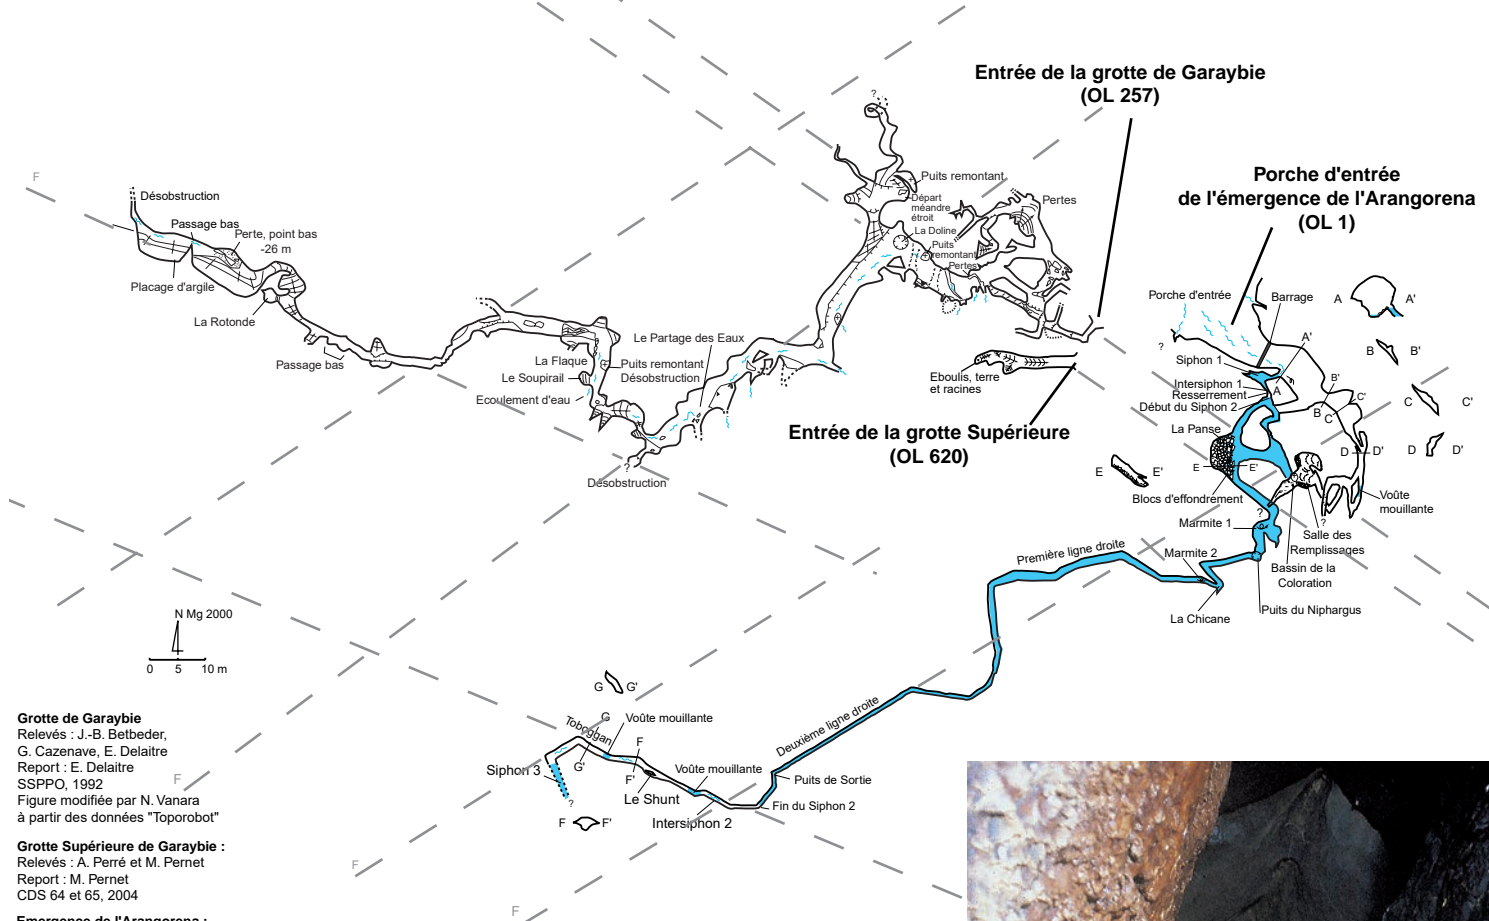 Entrée de la grotte de Garaybie
(OL 257)
Porche d'entrée
de l'émergence de l'Arangorena
(OL 1)
?
F
Désobstruction
Passage bas
Perte, point bas
-26 m
Placage d'argile
La Rotonde
Passage bas
Puits remontant
Départ
méandre
étroit
La Doline
Puits
remontant
Pertes
Pertes
Le Partage des Eaux
La Flaque
Puits remontant
Désobstruction
Le Soupirail
Ecoulement d'eau
?
Désobstruction
Eboulis, terre
et racines
Entrée de la grotte Supérieure
(OL 620)
Porche d'entrée
Barrage
A
A'
A'
?
Siphon 1
B
B'
Intersiphon 1
Resserrement
A
B'
C'
Début du Siphon 2
B
C
C
C'
La Panse
D
D'
D
D'
E
E'
E
E'
Blocs d'effondrement
Voûte
mouillante
?
Marmite 1
?
Salle des
Remplissages
Première ligne droite
Marmite 2
Bassin de la
Coloration
La Chicane
Puits du Niphargus
N Mg 2000
0 5 10 m
G
G'
G
Voûte mouillante
Toboggan
F
Deuxième ligne droite
Siphon 3
G'
F'
Voûte mouillante
Puits de Sortie
?
Le Shunt
Fin du Siphon 2
F
F'
Intersiphon 2
Grotte de Garaybie
Relevés : J.-B. Betbeder,
G. Cazenave, E. Delaitre
Report : E. Delaitre
SSPPO, 1992
Figure modifiée par N. Vanara
à partir des données "Toporobot"
F
Grotte Supérieure de Garaybie :
Relevés : A. Perré et M. Pernet
Report : M. Pernet
CDS 64 et 65, 2004
F
F
Emergence de l'Arangorena :